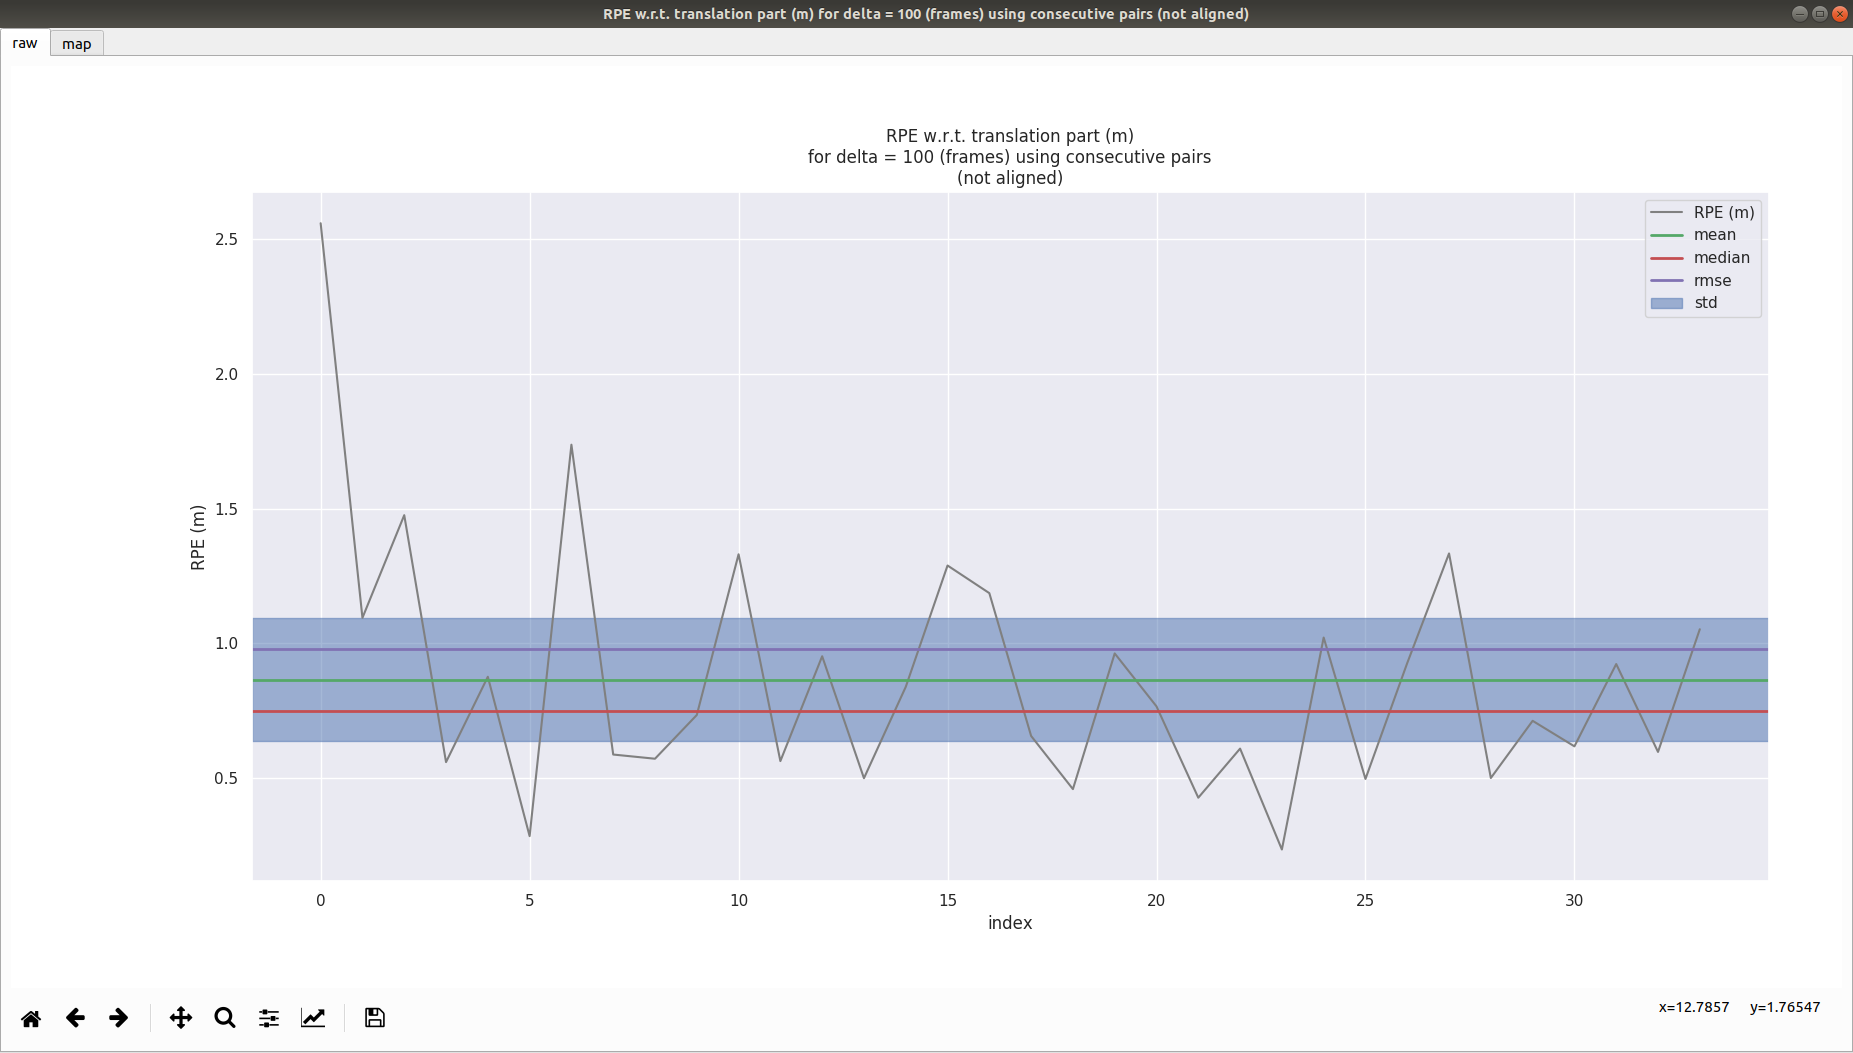 RPE w.r.t. translation part (m) for delta = 100 (frames) using consecutive pairs (not aligned)
raw
map
RPE w.r.t. translation part (m)
for delta = 100 (frames) using consecutive pairs
(not aligned)
RPE (m)
mean
median
rmse
std
2.5
2.0
1.5
1.0
0.5
RPE (m)
0 5 10 15 20 25 30
index
x=12.7857 y=1.76547